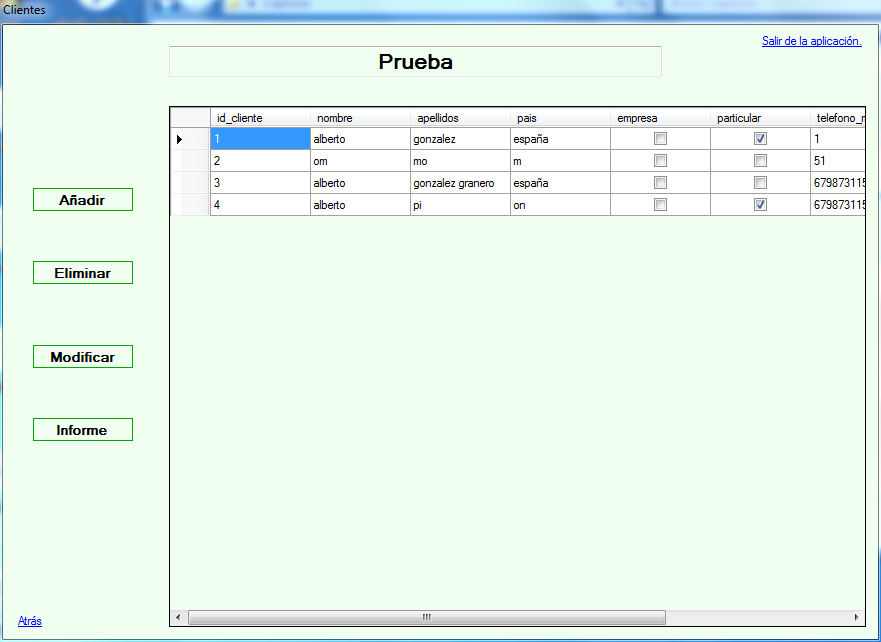 Clientes
Salir de la aplicación.
Prueba
id_cliente nombre apellidos pais empresa particular telefono_
1 alberto gonzalez españa 1
2 om mo m 51
3 alberto gonzalez granero españa 679873115
4 alberto pi on 679873115
Añadir
Eliminar
Modificar
Informe
Atrás